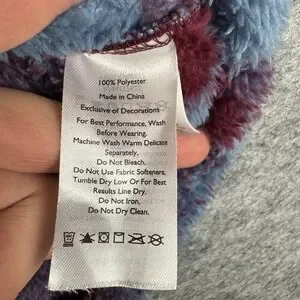 100% Polyester
Made in China
Exclusive of Decorations
For Best Performance, Wash
Before Wearing.
Machine Wash Warm Delicate
Separately.
Do Not Bleach.
Do Not Use Fabric Softeners.
Tumble Dry Low Or For Best
Results Line Dry.
Do Not Iron.
Do Not Dry Clean.